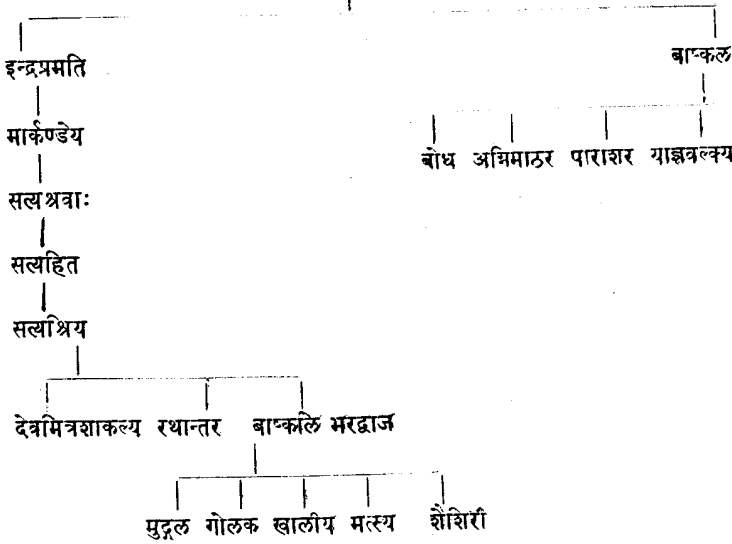 इन्द्रप्रमति
बाष्कल
मार्कण्डेय
बोध अग्निमाठर पाराशर याज्ञवल्क्य
सत्यश्रवाः
सत्यहित
सत्यश्रिय
देवमित्रशाकल्य रथान्तर बाष्कलि भरद्वाज
मुद्गल गोलक खालीय मत्स्य शैशिरी